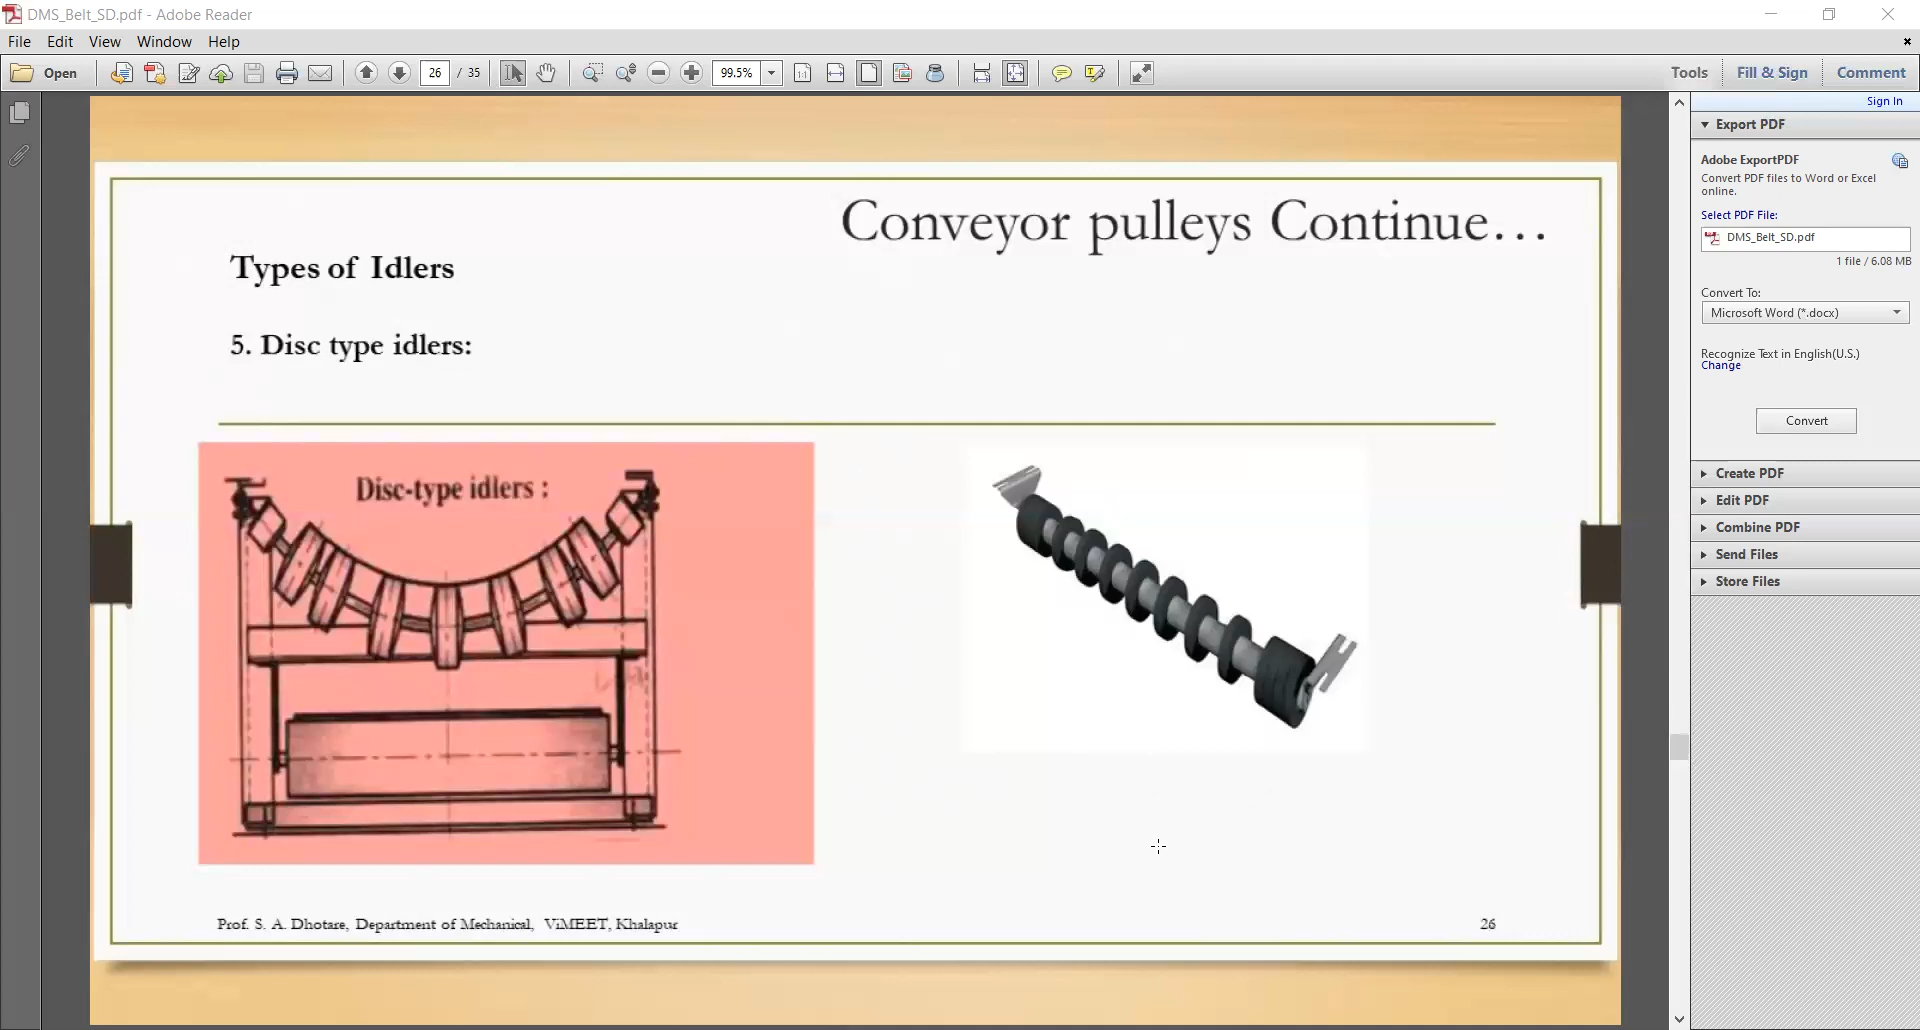 DMS_Belt_SD.pdf - Adobe Reader
File Edit View Window Help
Open 26 / 35 99.5% Tools Fill & Sign Comment
Sign In
Export PDF
Adobe ExportPDF
Convert PDF files to Word or Excel
online.
Select PDF File:
DMS_Belt_SD.pdf
1 file / 6.08 MB
Convert To:
Microsoft Word (*.docx)
Recognize Text in English(U.S.)
Change
Convert
Create PDF
Edit PDF
Combine PDF
Send Files
Store Files
Conveyor pulleys Continue...
Types of Idlers
5. Disc type idlers:
Disc-type idlers :
Prof. S. A. Dhotare, Department of Mechanical, ViMEET, Khalapur
26